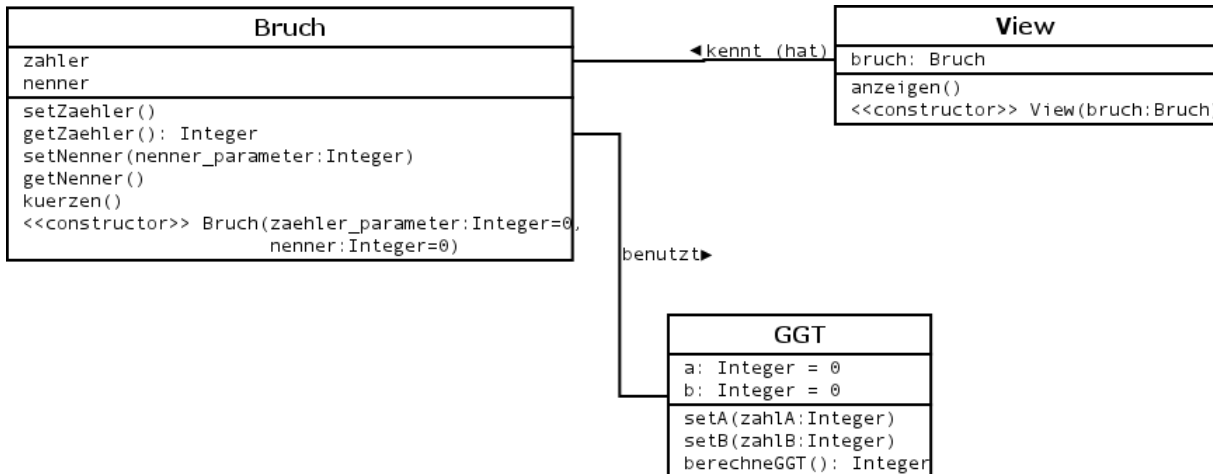 Bruch
zahler
nenner
setZaehler()
getZaehler(): Integer
setNenner(nenner_parameter:Integer)
getNenner()
kuerzen()
<<constructor>> Bruch(zaehler_parameter:Integer=0,
nenner:Integer=0)
◄kennt (hat)
View
bruch: Bruch
anzeigen()
<<constructor>> View(bruch:Bruch)
benutzt►
GGT
a: Integer = 0
b: Integer = 0
setA(zahlA:Integer)
setB(zahlB:Integer)
berechneGGT(): Integer